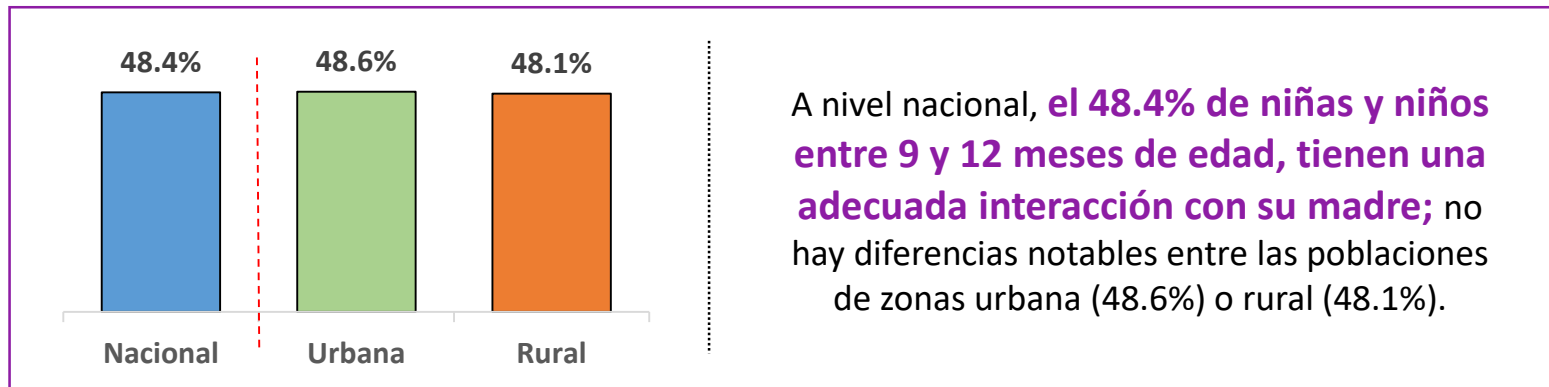 48.4%
48.6%
48.1%
Nacional
Urbana
Rural
A nivel nacional, el 48.4% de niñas y niños
entre 9 y 12 meses de edad, tienen una
adecuada interacción con su madre; no
hay diferencias notables entre las poblaciones
de zonas urbana (48.6%) o rural (48.1%).